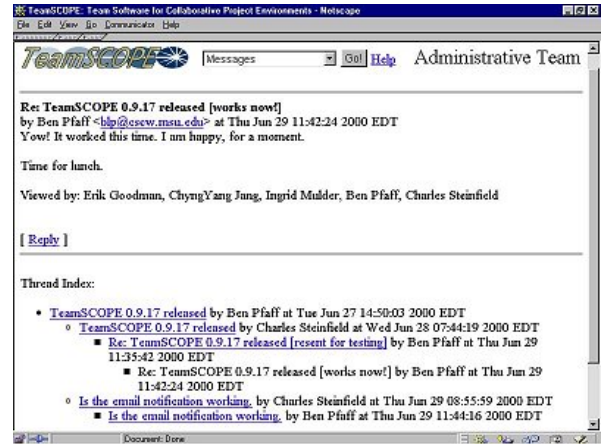 TeamSCOPE: Team Software for Collaborative Project Environments - Netscape
File Edit View Go Communicator Help
TeamSCOPE Messages Go! Help Administrative Team
Re: TeamSCOPE 0.9.17 released [works now!]
by Ben Pfaff <blp@cscw.msu.edu> at Thu Jun 29 11:42:24 2000 EDT
Yow! It worked this time. I am happy, for a moment.
Time for lunch.
Viewed by: Erik Goodman, ChyngYang Jang, Ingrid Mulder, Ben Pfaff, Charles Steinfield
[ Reply ]
Thread Index:
• TeamSCOPE 0.9.17 released by Ben Pfaff at Tue Jun 27 14:50:03 2000 EDT
○ TeamSCOPE 0.9.17 released by Charles Steinfield at Wed Jun 28 07:44:19 2000 EDT
■ Re: TeamSCOPE 0.9.17 released [resent for testing] by Ben Pfaff at Thu Jun 29
11:35:42 2000 EDT
■ Re: TeamSCOPE 0.9.17 released [works now!] by Ben Pfaff at Thu Jun 29
11:42:24 2000 EDT
○ Is the email notification working, by Charles Steinfield at Thu Jun 29 08:55:59 2000 EDT
■ Is the email notification working, by Ben Pfaff at Thu Jun 29 11:44:16 2000 EDT
Document: Done